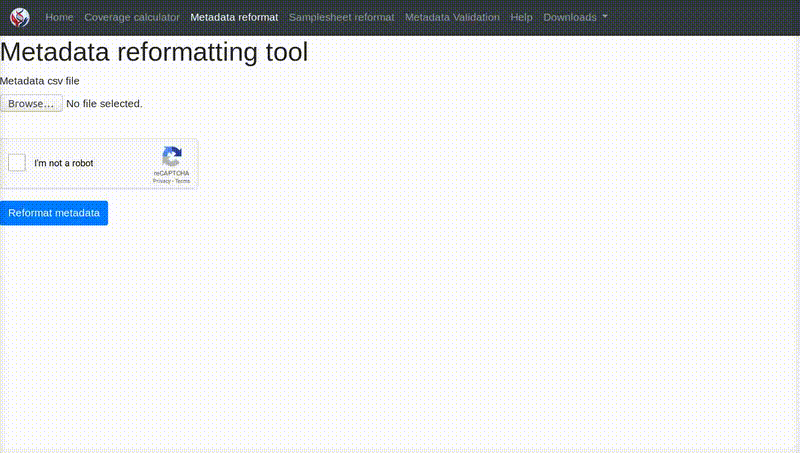 Home Coverage calculator Metadata reformat Samplesheet reformat Metadata Validation Help Downloads
Metadata reformatting tool
Metadata csv file
Browse... No file selected.
I'm not a robot
reCAPTCHA
Privacy - Terms
Reformat metadata